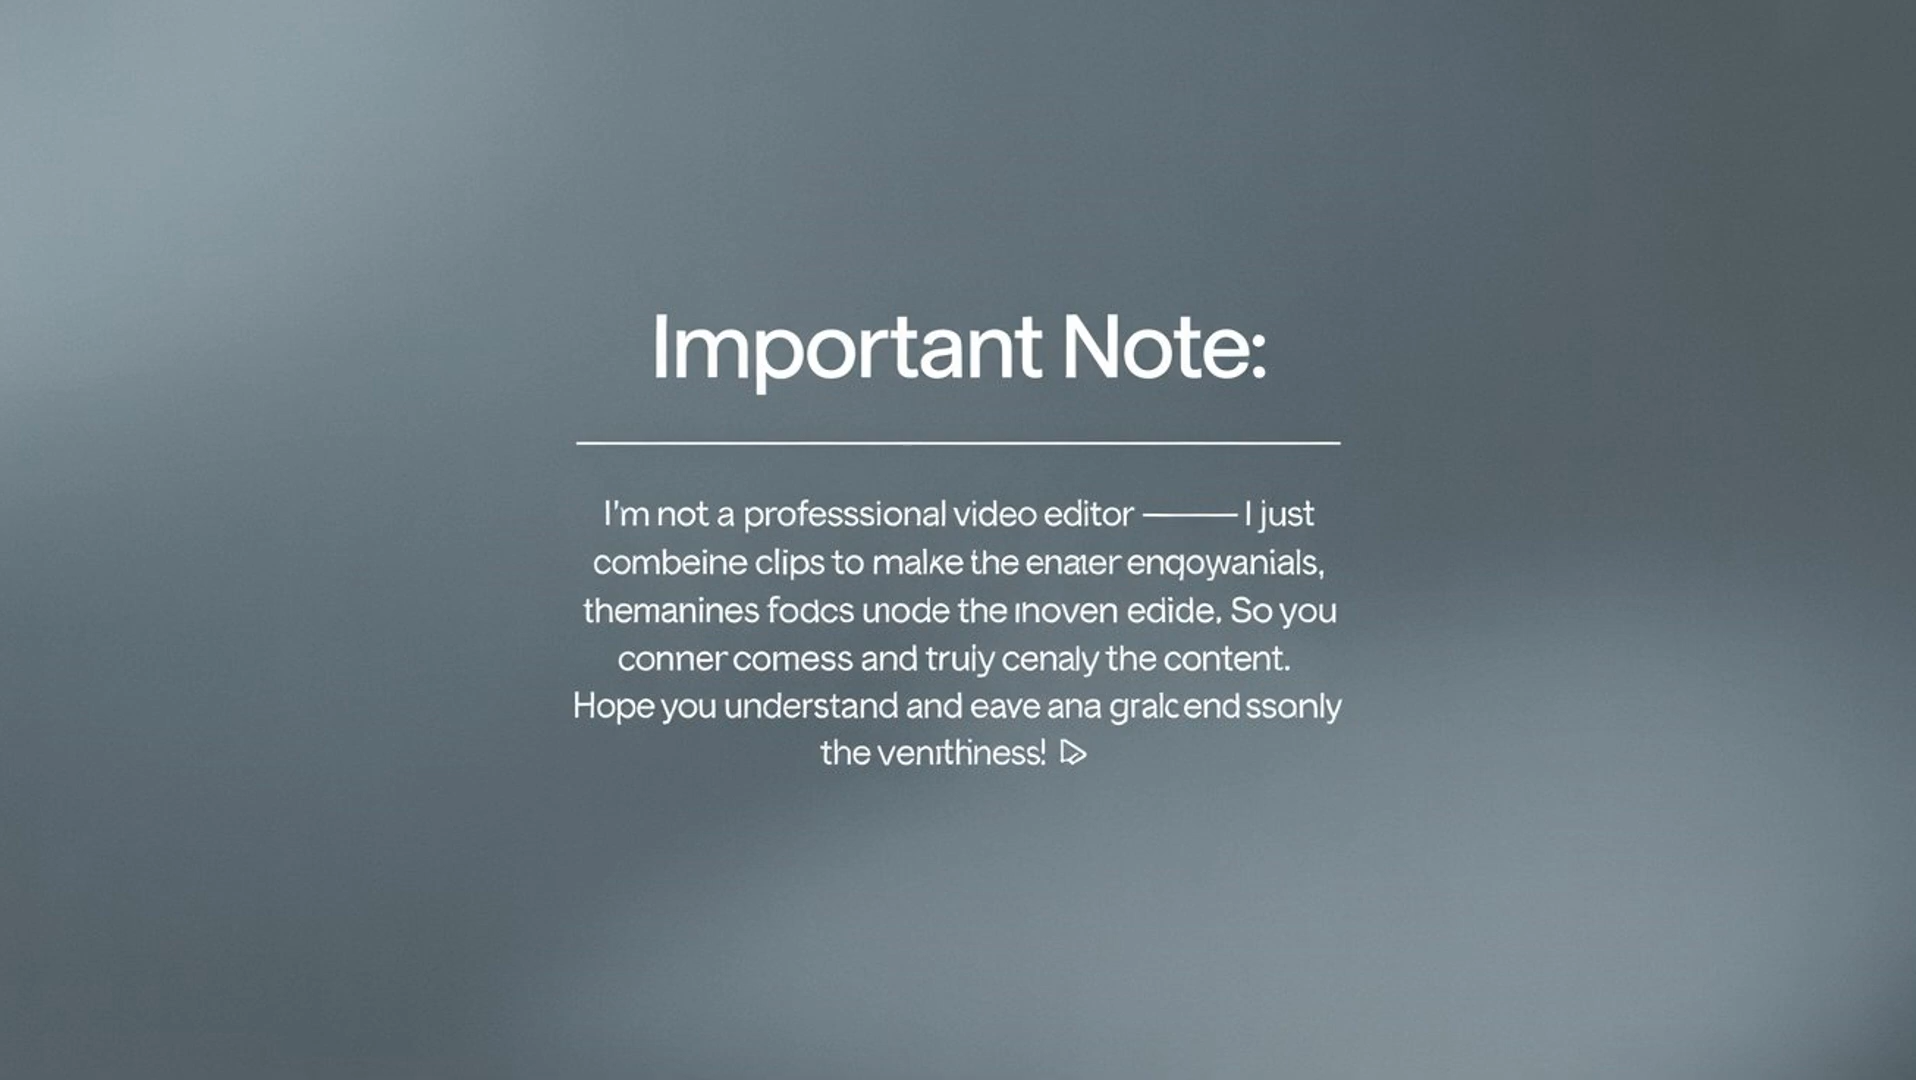 Important Note:
I'm not a professsional video editor —— I just
combeine clips to malke the enater enqowanials,
themanines fodcs unode the inoven edide. So you
conner comess and truiy cenaly the content.
Hope you understand and eave ana gralc end ssonly
the venithiness!